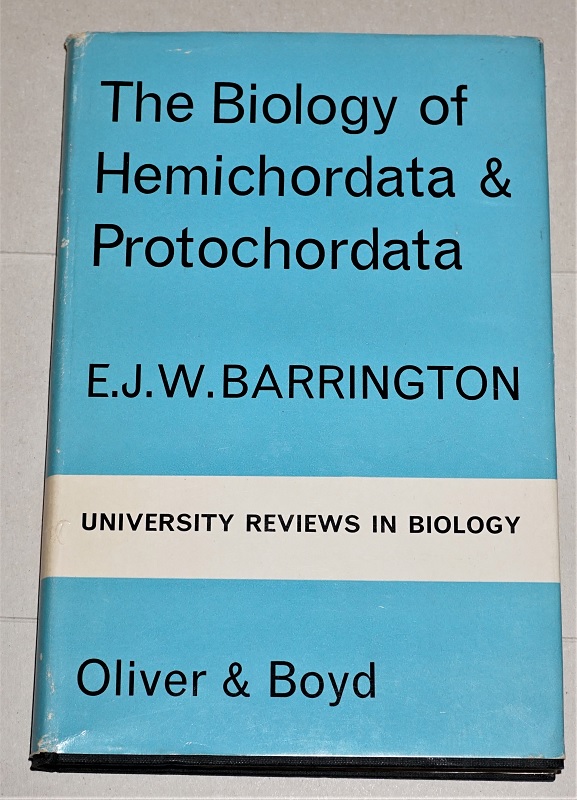 The Biology of
Hemichordata &
Protochordata
E.J.W.BARRINGTON
UNIVERSITY REVIEWS IN BIOLOGY
Oliver & Boyd